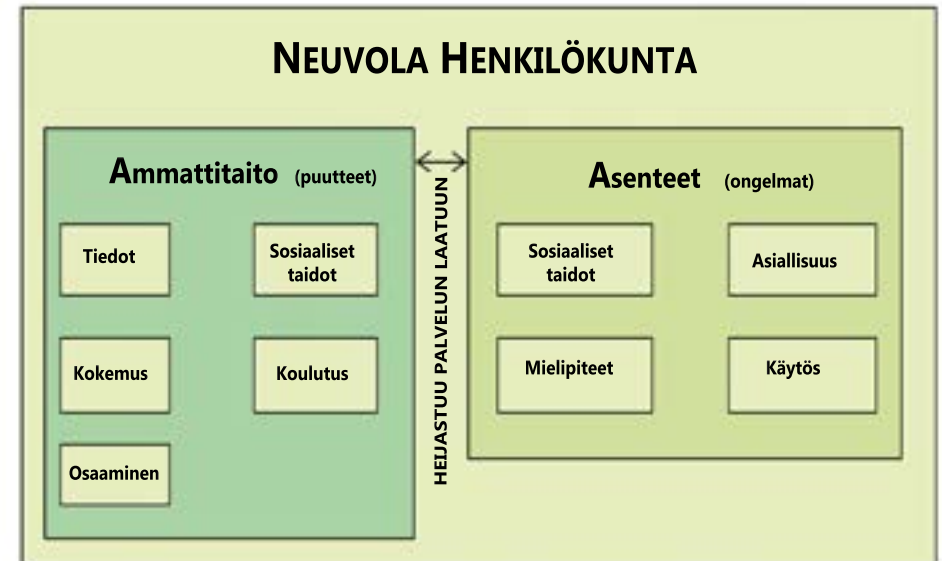 NEUVOLA HENKILÖKUNTA
Ammattitaito (puutteet)
Tiedot
Sosiaaliset
taidot
Kokemus
Koulutus
Osaaminen
HEIJASTUU PALVELUN LAATUUN
Asenteet (ongelmat)
Sosiaaliset
taidot
Asiallisuus
Mielipiteet
Käytös